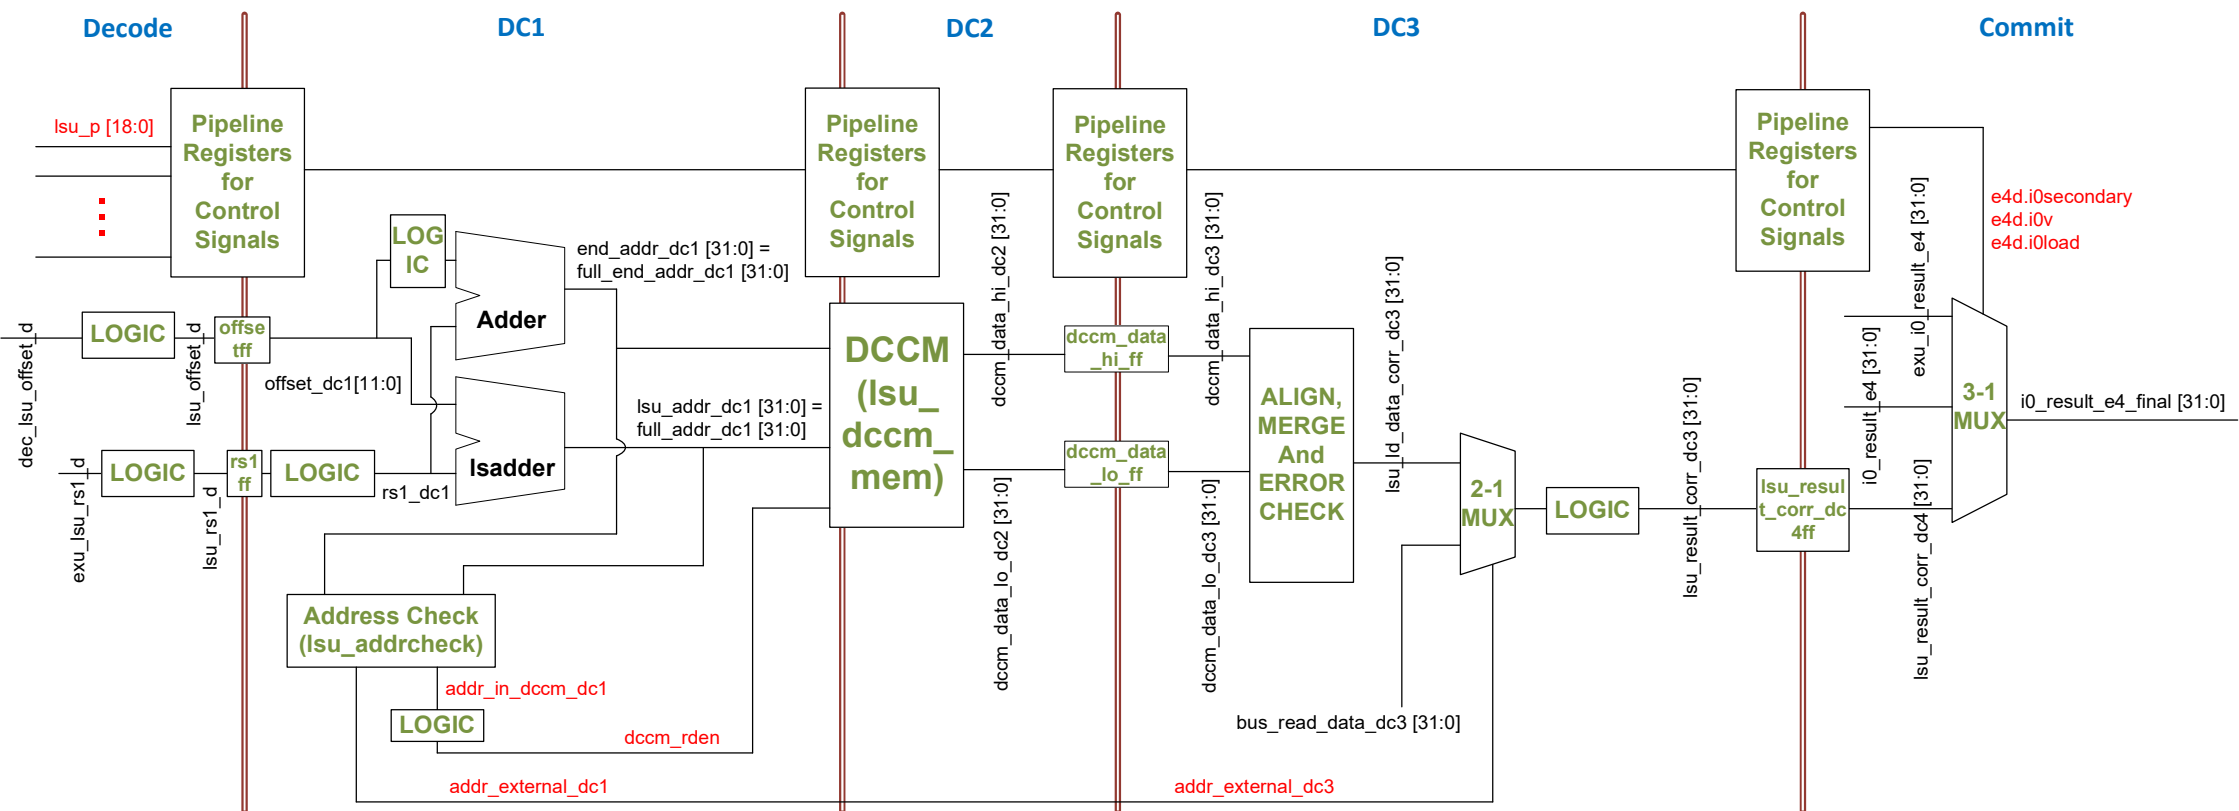 Decode
DC1
DC2
DC3
Commit
lsu_p [18:0]
Pipeline
Registers
for
Control
Signals
Pipeline
Registers
for
Control
Signals
Pipeline
Registers
for
Control
Signals
Pipeline
Registers
for
Control
Signals
e4d.i0secondary
e4d.i0v
e4d.i0load
LOG
IC
Adder
end_addr_dc1 [31:0] =
full_end_addr_dc1 [31:0]
dec_lsu_offset_d
LOGIC
lsu_offset_d
offse
tff
offset_dc1[11:0]
exu_lsu_rs1_d
LOGIC
lsu_rs1_d
rs1
ff
LOGIC
rs1_dc1
lsadder
lsu_addr_dc1 [31:0] =
full_addr_dc1 [31:0]
DCCM
(lsu_
dccm_
mem)
dccm_data_hi_dc2 [31:0]
dccm_data_lo_dc2 [31:0]
dccm_data
_hi_ff
dccm_data
_lo_ff
dccm_data_hi_dc3 [31:0]
dccm_data_lo_dc3 [31:0]
ALIGN,
MERGE
And
ERROR
CHECK
lsu_ld_data_corr_dc3 [31:0]
2-1
MUX
bus_read_data_dc3 [31:0]
LOGIC
lsu_result_corr_dc3 [31:0]
lsu_resul
t_corr_dc
4ff
exu_i0_result_e4 [31:0]
i0_result_e4 [31:0]
lsu_result_corr_dc4 [31:0]
3-1
MUX
i0_result_e4_final [31:0]
Address Check
(lsu_addrcheck)
addr_in_dccm_dc1
LOGIC
dccm_rden
addr_external_dc1
addr_external_dc3